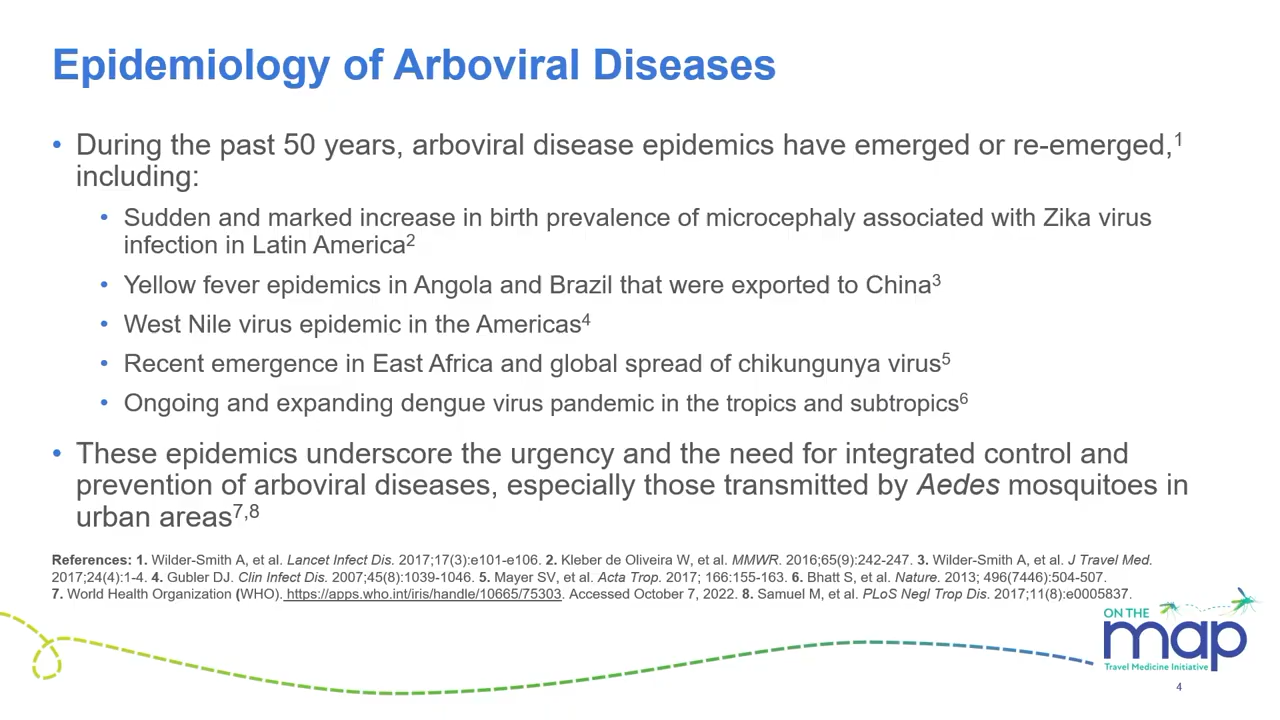 Epidemiology of Arboviral Diseases
• During the past 50 years, arboviral disease epidemics have emerged or re-emerged,¹
including:
• Sudden and marked increase in birth prevalence of microcephaly associated with Zika virus
infection in Latin America²
• Yellow fever epidemics in Angola and Brazil that were exported to China³
• West Nile virus epidemic in the Americas⁴
• Recent emergence in East Africa and global spread of chikungunya virus⁵
• Ongoing and expanding dengue virus pandemic in the tropics and subtropics⁶
• These epidemics underscore the urgency and the need for integrated control and
prevention of arboviral diseases, especially those transmitted by Aedes mosquitoes in
urban areas⁷,⁸
References: 1. Wilder-Smith A, et al. Lancet Infect Dis. 2017;17(3):e101-e106. 2. Kleber de Oliveira W, et al. MMWR. 2016;65(9):242-247. 3. Wilder-Smith A, et al. J Travel Med.
2017;24(4):1-4. 4. Gubler DJ. Clin Infect Dis. 2007;45(8):1039-1046. 5. Mayer SV, et al. Acta Trop. 2017; 166:155-163. 6. Bhatt S, et al. Nature. 2013; 496(7446):504-507.
7. World Health Organization (WHO). https://apps.who.int/iris/handle/10665/75303. Accessed October 7, 2022. 8. Samuel M, et al. PLoS Negl Trop Dis. 2017;11(8):e0005837.
ON THE
map
Travel Medicine Initiative
4